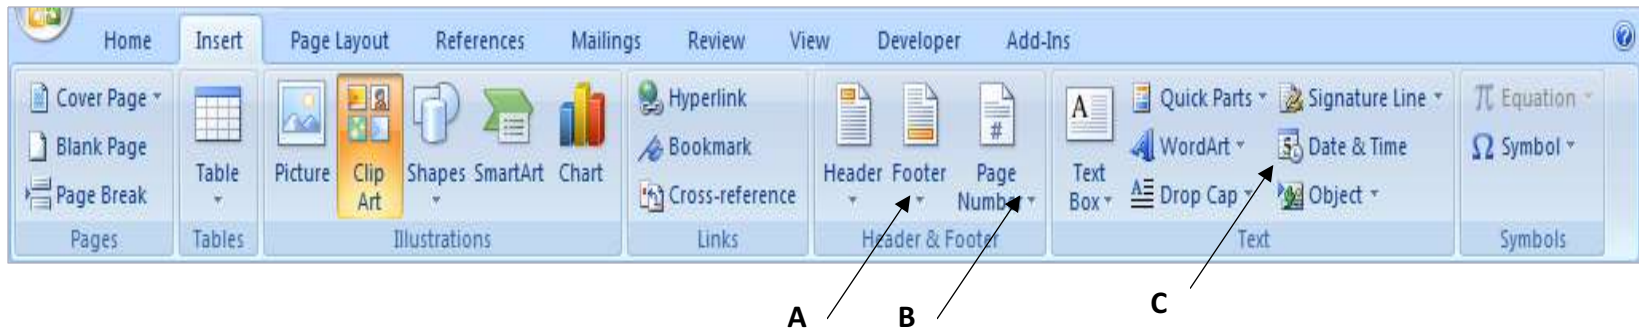 Home Insert Page Layout References Mailings Review View Developer Add-Ins
Cover Page
Blank Page
Page Break
Pages
Table
Tables
Picture
Clip
Art
Shapes
SmartArt
Chart
Illustrations
Hyperlink
Bookmark
Cross-reference
Links
Header
Footer
Page
Number
#
Header & Footer
A
Text
Box
Quick Parts
WordArt
A
Drop Cap
Signature Line
5
Date & Time
Object
Text
π Equation
Ω Symbol
Symbols
A B C